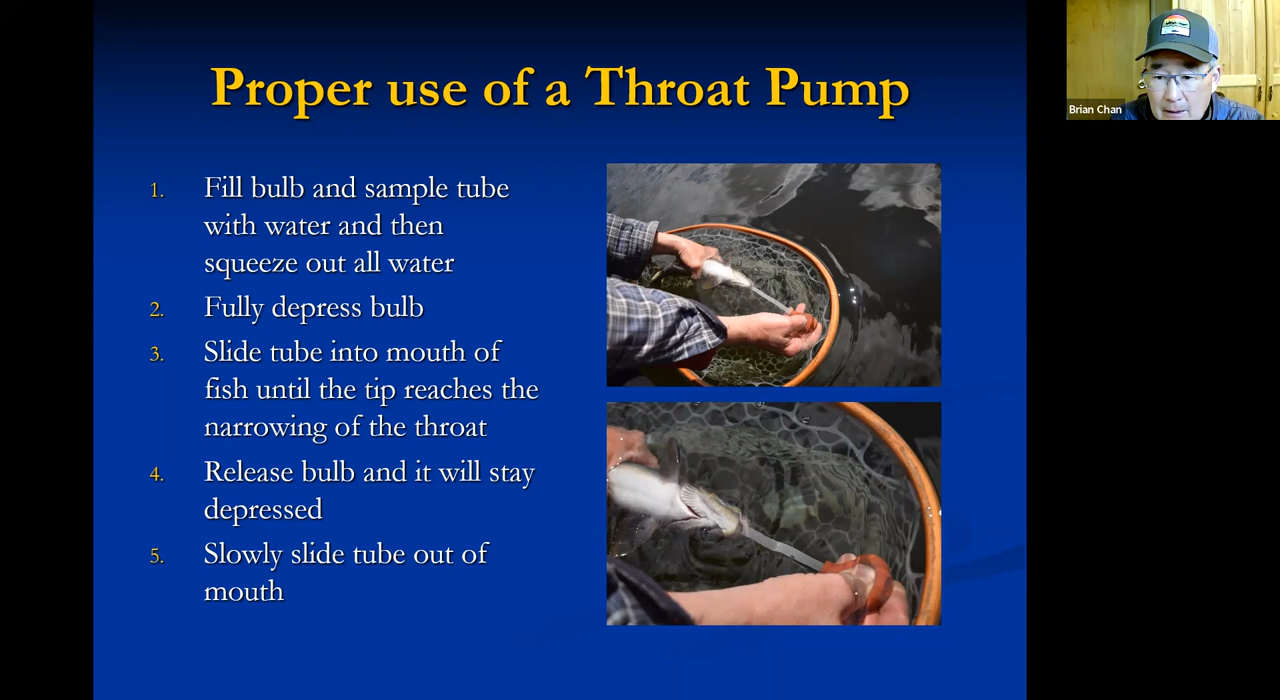 Proper use of a Throat Pump
Brian Chan
1. Fill bulb and sample tube
with water and then
squeeze out all water
2. Fully depress bulb
3. Slide tube into mouth of
fish until the tip reaches the
narrowing of the throat
4. Release bulb and it will stay
depressed
5. Slowly slide tube out of
mouth